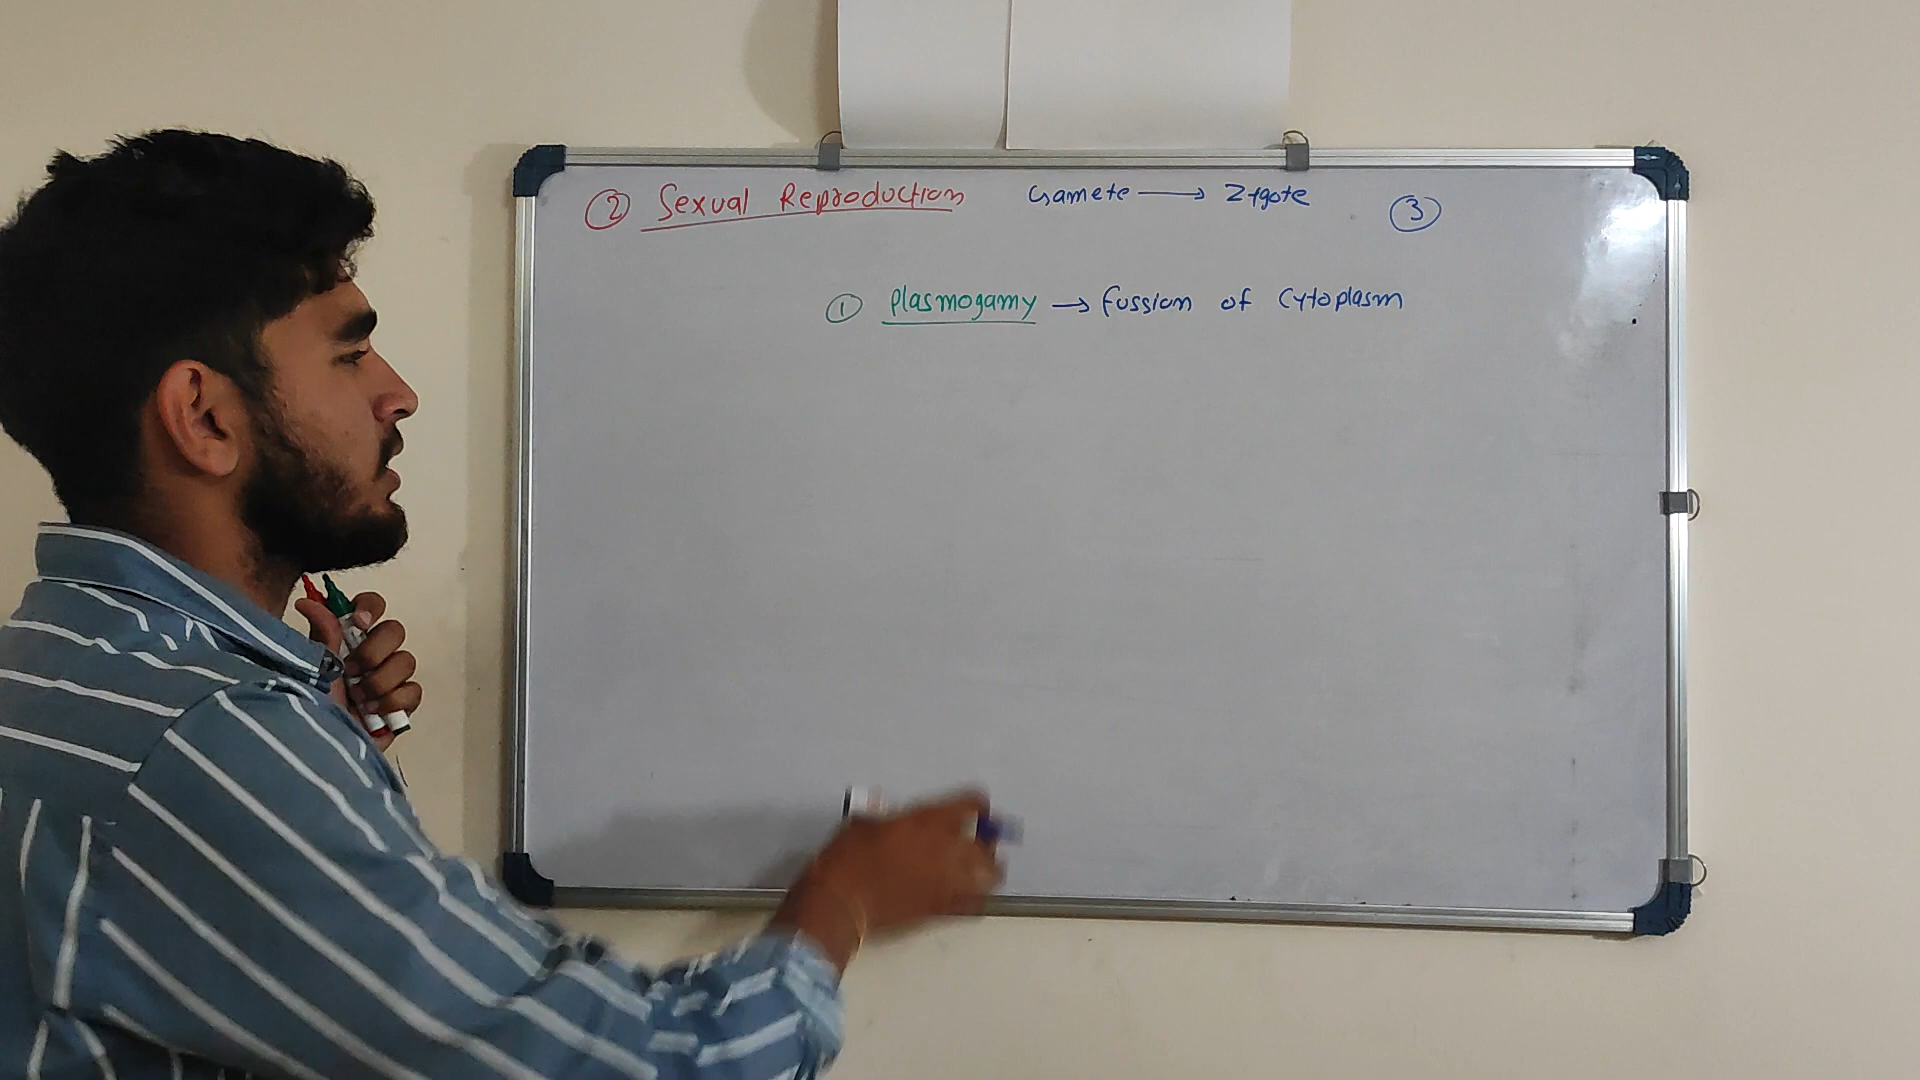 ② Sexual Reproduction Gamete → Zygote ③
① Plasmogamy → fussion of Cytoplasm